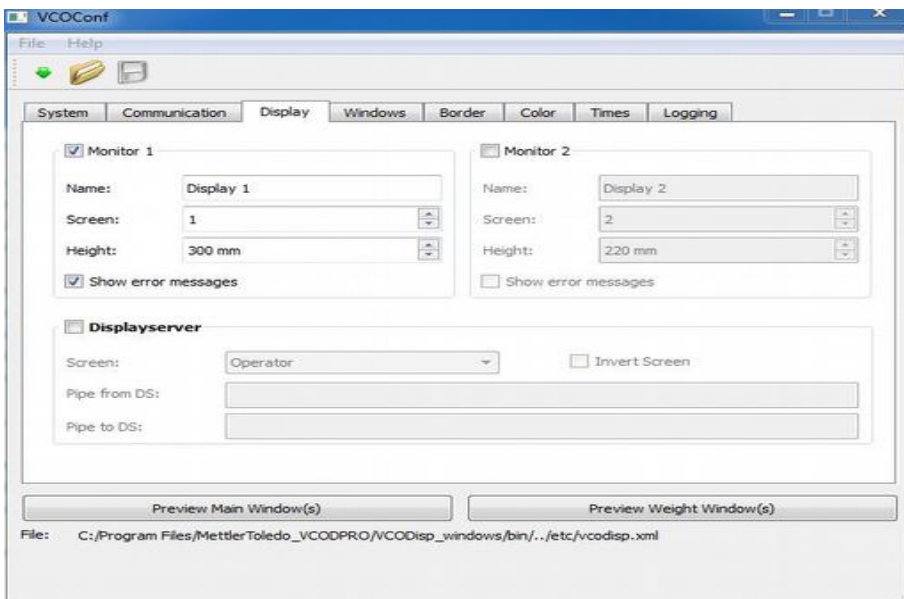 VCOConf
File Help
System Communication Display Windows Border Color Times Logging
Monitor 1
Name: Display 1
Screen: 1
Height: 300 mm
Show error messages
Monitor 2
Name: Display 2
Screen: 2
Height: 220 mm
Show error messages
Displayserver
Screen: Operator Invert Screen
Pipe from DS:
Pipe to DS:
Preview Main Window(s) Preview Weight Window(s)
File: C:/Program Files/MettlerToledo_VCODPRO/VCODisp_windows/bin/../etc/vcodisp.xml